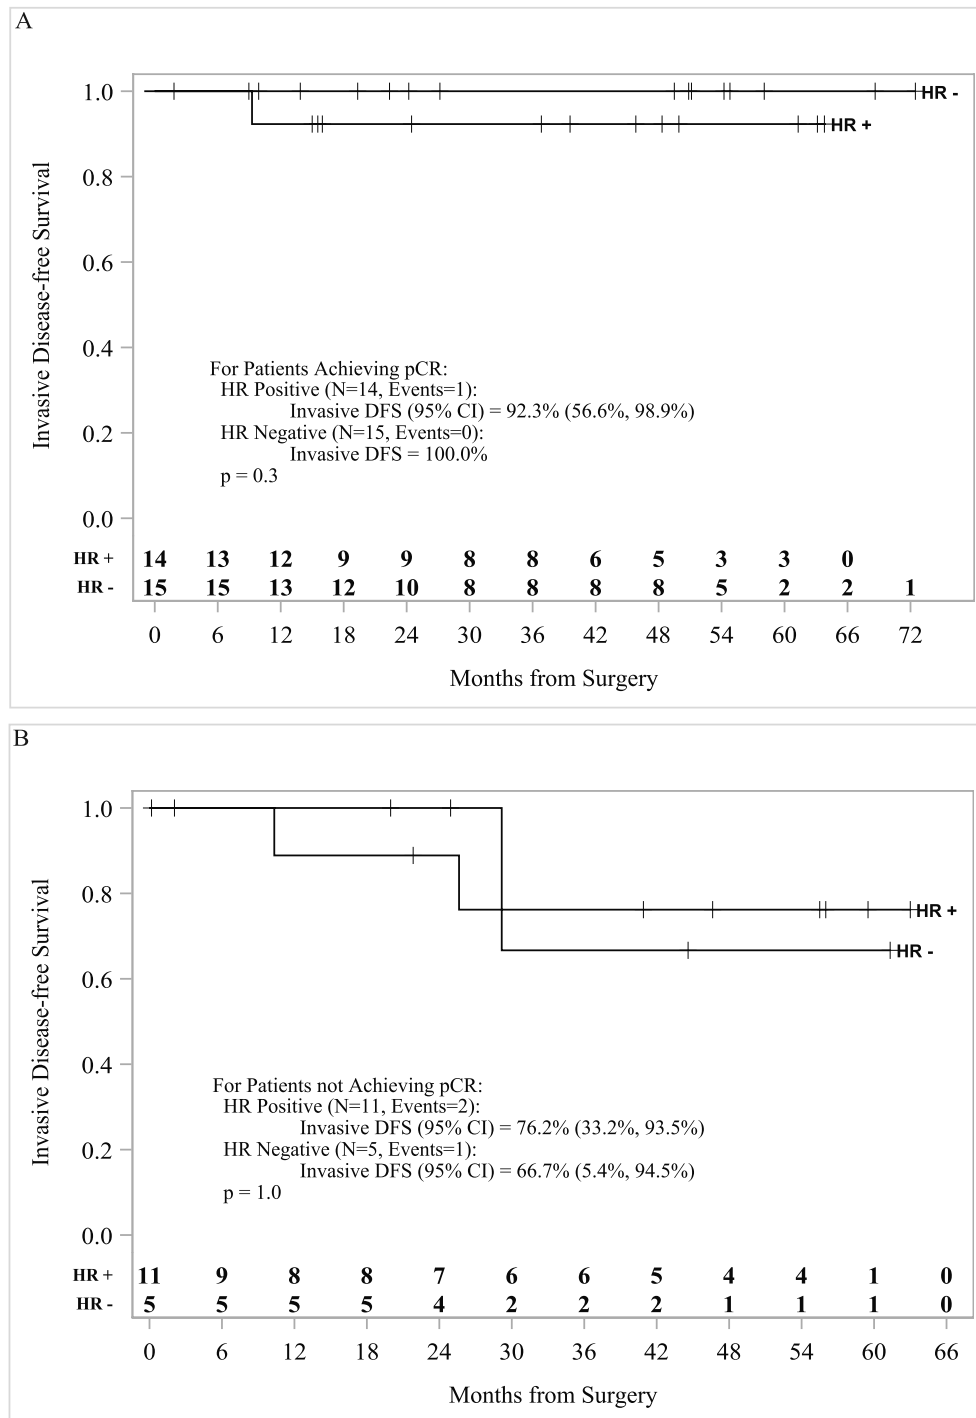 A
1.0
HR -
HR +
0.8
0.6
0.4
0.2
0.0
Invasive Disease-free Survival
For Patients Achieving pCR:
HR Positive (N=14, Events=1):
Invasive DFS (95% CI) = 92.3% (56.6%, 98.9%)
HR Negative (N=15, Events=0):
Invasive DFS = 100.0%
p = 0.3
HR + 14 13 12 9 9 8 8 6 5 3 3 0
HR - 15 15 13 12 10 8 8 8 8 5 2 2 1
0 6 12 18 24 30 36 42 48 54 60 66 72
Months from Surgery
B
1.0
0.8
HR +
HR -
0.6
0.4
0.2
0.0
Invasive Disease-free Survival
For Patients not Achieving pCR:
HR Positive (N=11, Events=2):
Invasive DFS (95% CI) = 76.2% (33.2%, 93.5%)
HR Negative (N=5, Events=1):
Invasive DFS (95% CI) = 66.7% (5.4%, 94.5%)
p = 1.0
HR + 11 9 8 8 7 6 6 5 4 4 1 0
HR - 5 5 5 5 4 2 2 2 1 1 1 0
0 6 12 18 24 30 36 42 48 54 60 66
Months from Surgery